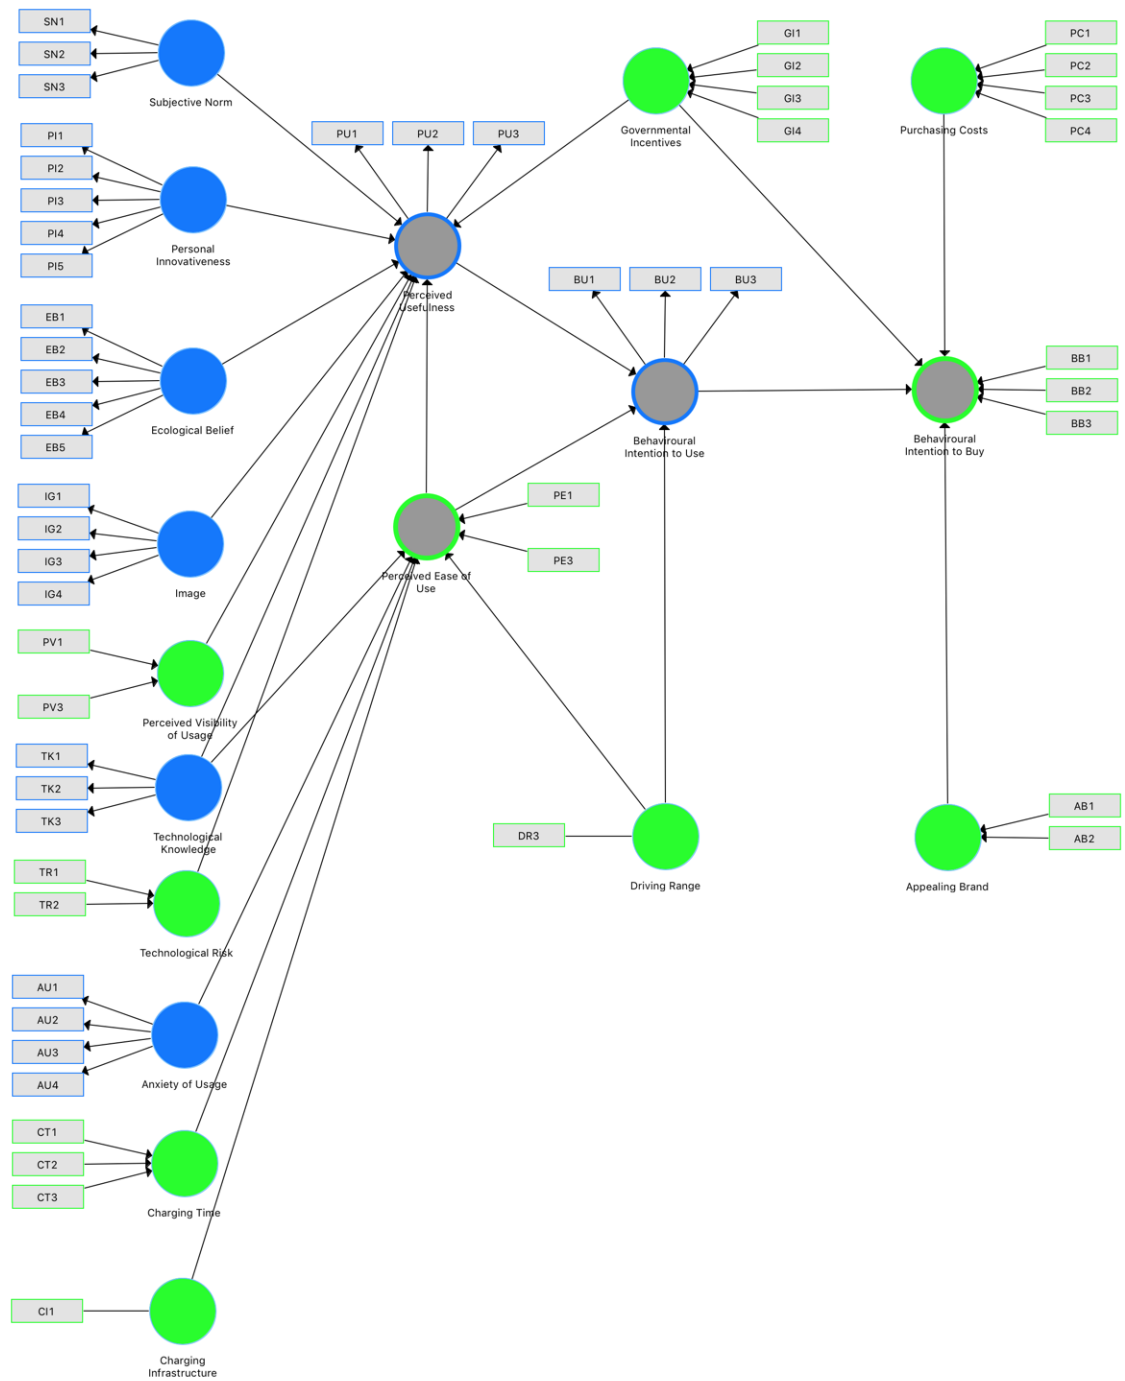 SN1
SN2
SN3
Subjective Norm
PI1
PI2
PI3
PI4
PI5
Personal
Innovativeness
EB1
EB2
EB3
EB4
EB5
Ecological Belief
IG1
IG2
IG3
IG4
Image
PV1
PV3
Perceived Visibility
of Usage
TK1
TK2
TK3
Technological
Knowledge
TR1
TR2
Technological Risk
AU1
AU2
AU3
AU4
Anxiety of Usage
CT1
CT2
CT3
Charging Time
CI1
Charging
Infrastructure
PU1
PU2
PU3
Perceived
Usefulness
PE1
PE3
Perceived Ease of
Use
GI1
GI2
GI3
GI4
Governmental
Incentives
BU1
BU2
BU3
Behaviroural
Intention to Use
DR3
Driving Range
PC1
PC2
PC3
PC4
Purchasing Costs
BB1
BB2
BB3
Behaviroural
Intention to Buy
AB1
AB2
Appealing Brand